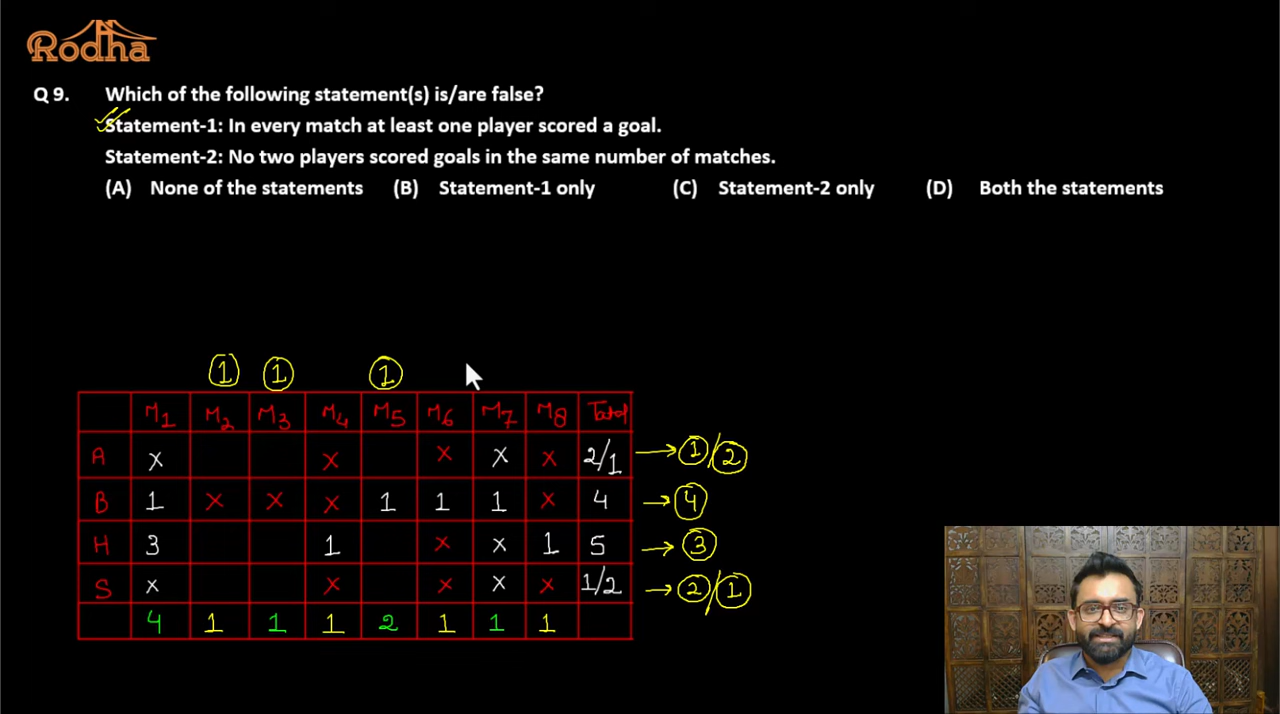 Rodha
Q 9. Which of the following statement(s) is/are false?
Statement-1: In every match at least one player scored a goal.
Statement-2: No two players scored goals in the same number of matches.
(A) None of the statements (B) Statement-1 only (C) Statement-2 only (D) Both the statements
1 1 1
M1 M2 M3 M4 M5 M6 M7 M8 Total
A x x x x x 2/1 → 1/2
B 1 x x x 1 1 1 x 4 → 4
H 3 1 x x 1 5 → 3
S x x x x x 1/2 → 2/1
4 1 1 1 2 1 1 1